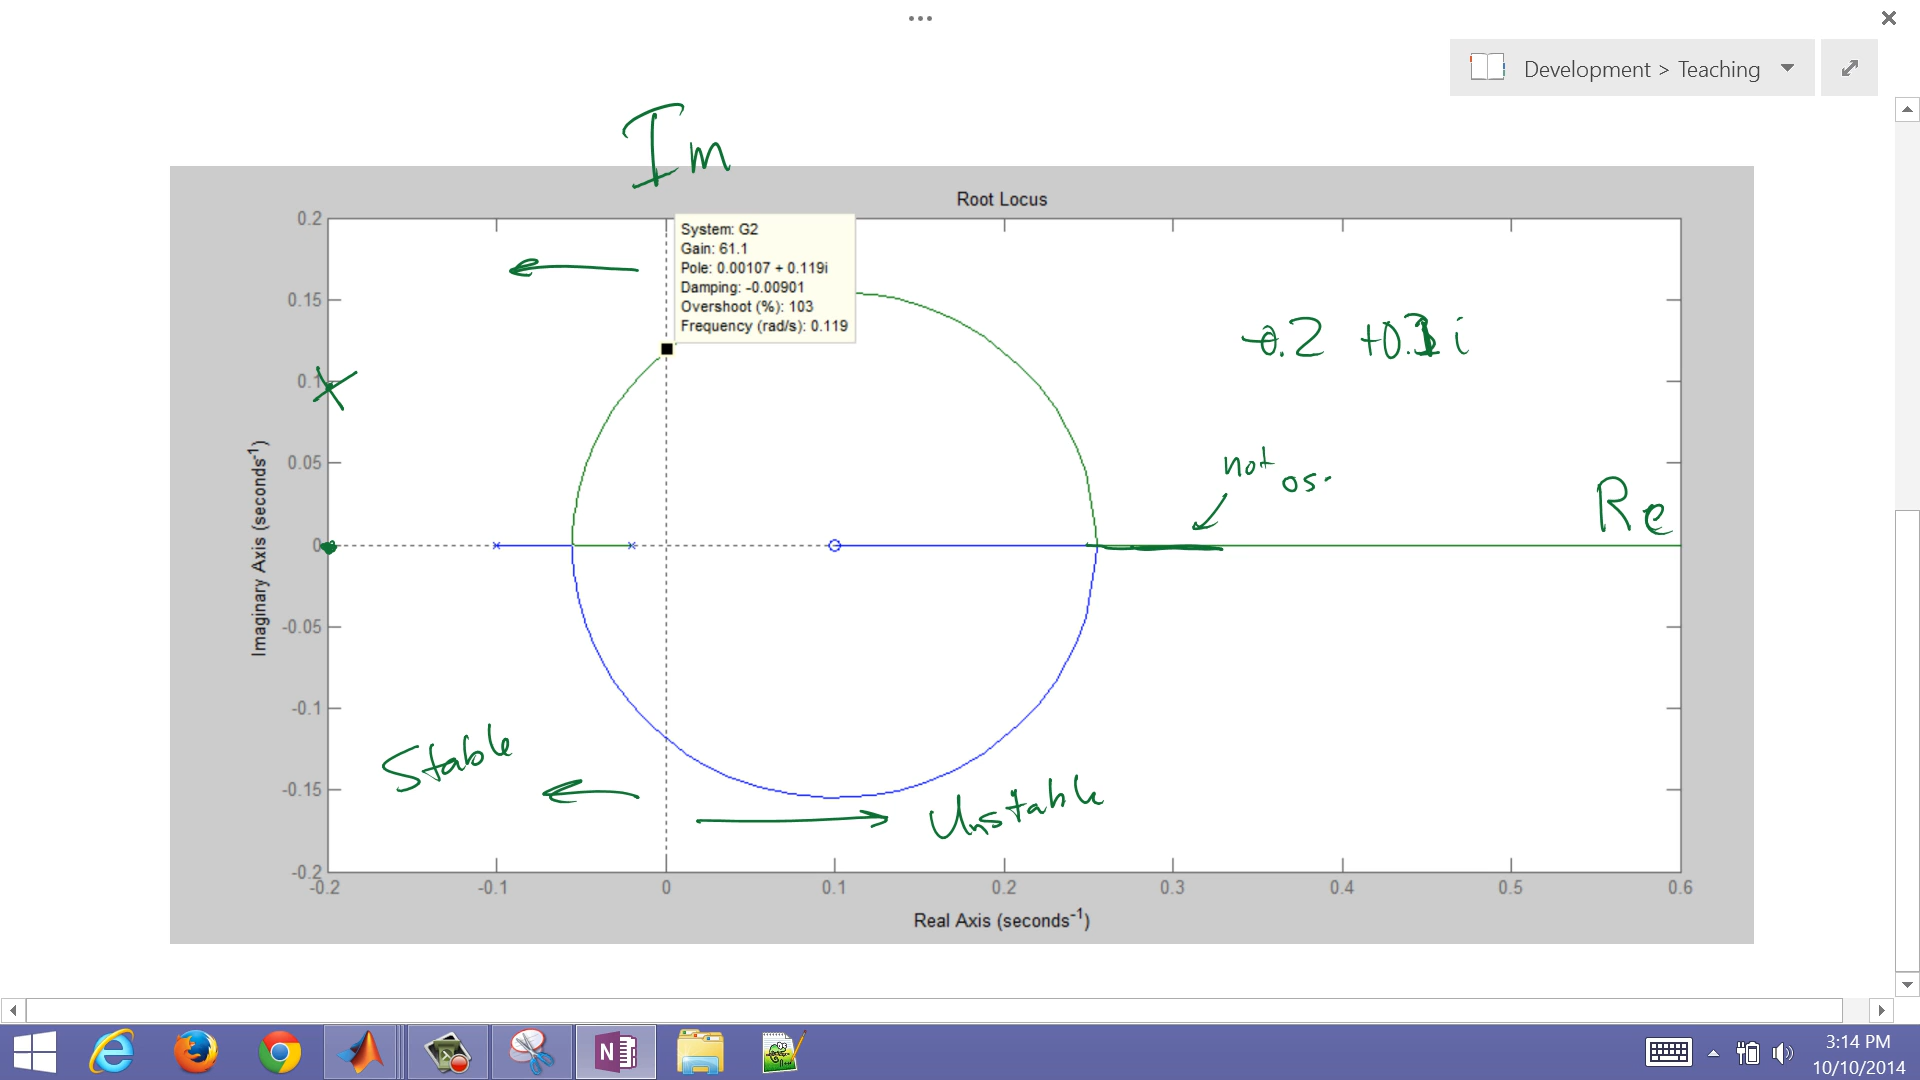 Development > Teaching
Im
Root Locus
System: G2
Gain: 61.1
Pole: 0.00107 + 0.119i
Damping: -0.00901
Overshoot (%): 103
Frequency (rad/s): 0.119
0.2
0.15
0.1
0.05
0
-0.05
-0.1
-0.15
-0.2
Imaginary Axis (seconds-1)
-0.2 +0.1i
not
os.
Re
Stable
Unstable
-0.2 -0.1 0 0.1 0.2 0.3 0.4 0.5 0.6
Real Axis (seconds-1)
N
3:14 PM
10/10/2014